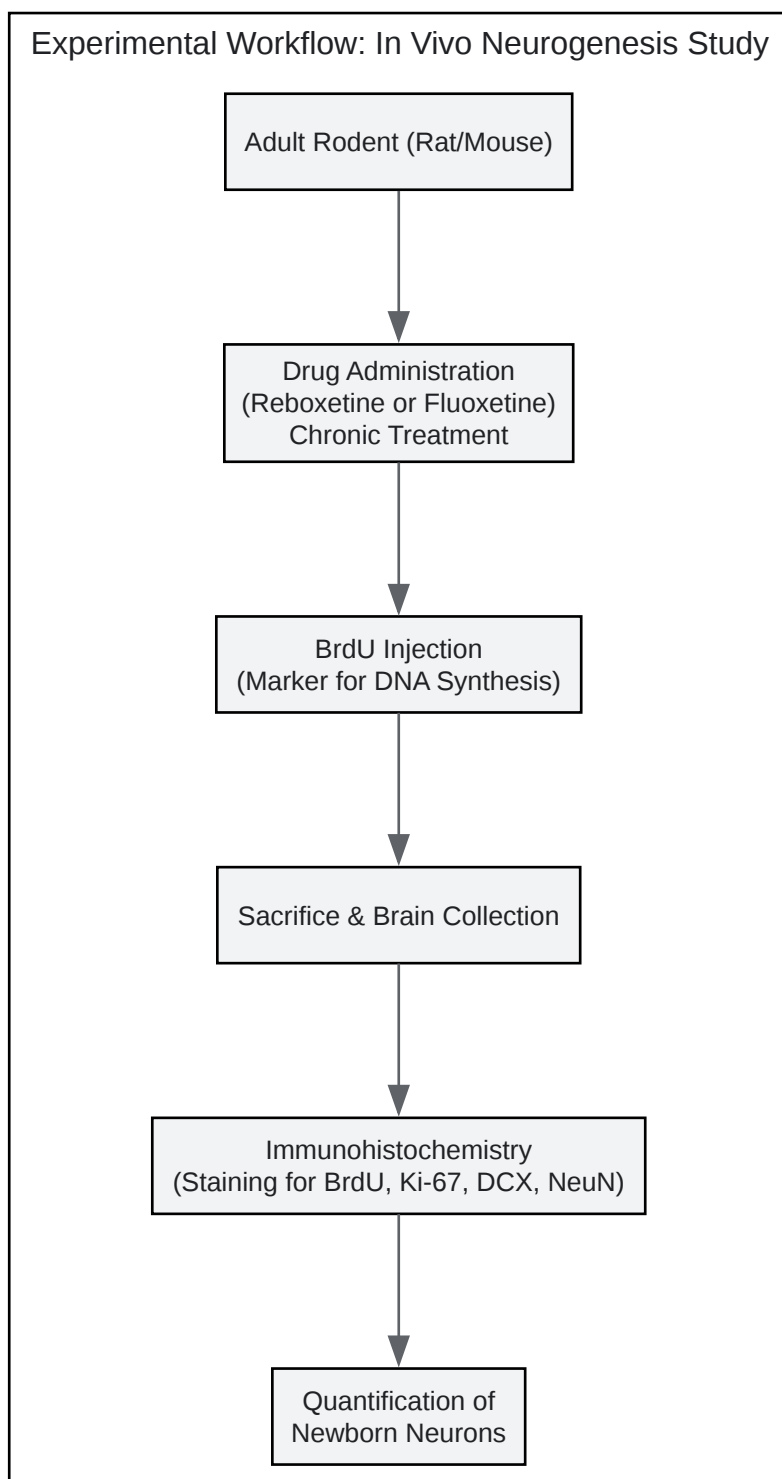 Experimental Workflow: In Vivo Neurogenesis Study
Adult Rodent (Rat/Mouse)
Drug Administration
(Reboxetine or Fluoxetine)
Chronic Treatment
BrdU Injection
(Marker for DNA Synthesis)
Sacrifice & Brain Collection
Immunohistochemistry
(Staining for BrdU, Ki-67, DCX, NeuN)
Quantification of
Newborn Neurons